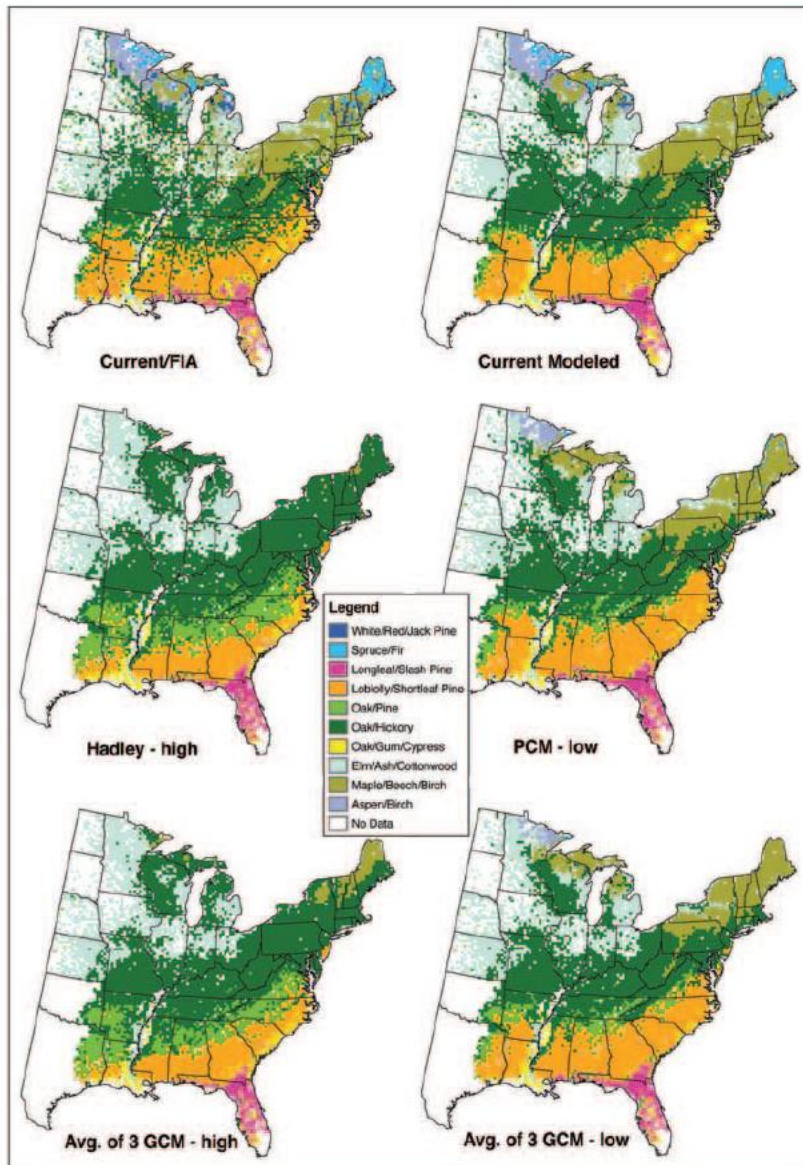 Current/FIA
Current Modeled
Hadley - high
PCM - low
Legend
White/Red/Jack Pine
Spruce/Fir
Longleaf/Slash Pine
Loblolly/Shortleaf Pine
Oak/Pine
Oak/Hickory
Oak/Gum/Cypress
Elm/Ash/Cottonwood
Maple/Beech/Birch
Aspen/Birch
No Data
Avg. of 3 GCM - high
Avg. of 3 GCM - low